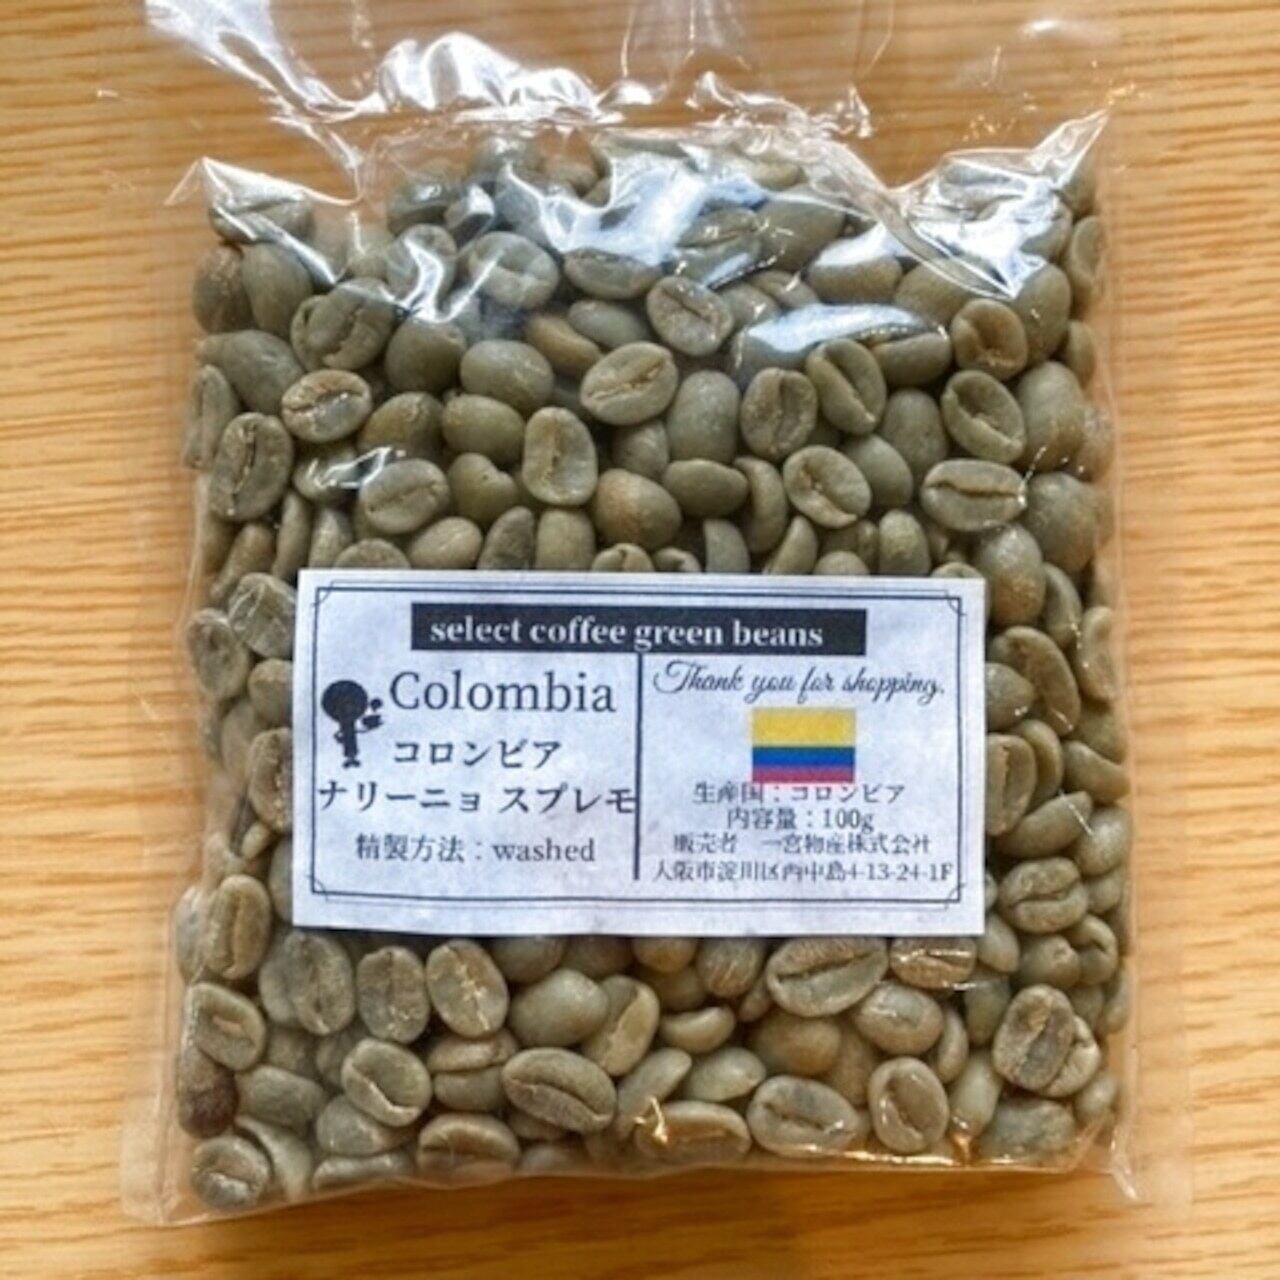 select coffee green beans
Colombia
コロンビア
ナリーニョ スプレモ
精製方法：washed
Thank you for shopping.
生産国：コロンビア
内容量：100g
販売者　一宮物産株式会社
大阪市淀川区西中島4-13-24-1F